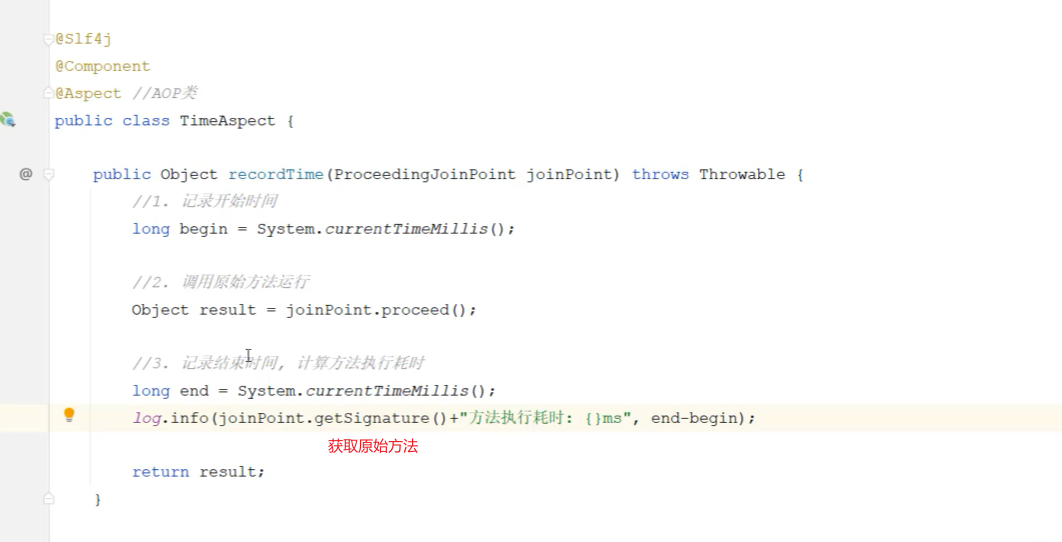 @Slf4j
@Component
@Aspect //AOP类
public class TimeAspect {
@ public Object recordTime(ProceedingJoinPoint joinPoint) throws Throwable {
//1. 记录开始时间
long begin = System.currentTimeMillis();
//2. 调用原始方法运行
Object result = joinPoint.proceed();
//3. 记录结束时间, 计算方法执行耗时
long end = System.currentTimeMillis();
log.info(joinPoint.getSignature()+"方法执行耗时: {}ms", end-begin);
获取原始方法
return result;
}